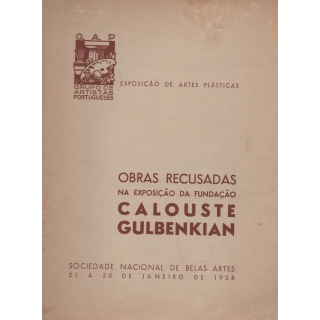 G.A.P
GRUPO DE
ARTISTAS
PORTUGUESES
EXPOSIÇÃO DE ARTES PLÁSTICAS
OBRAS RECUSADAS
NA EXPOSIÇÃO DA FUNDAÇÃO
CALOUSTE
GULBENKIAN
SOCIEDADE NACIONAL DE BELAS ARTES
21 A 30 DE JANEIRO DE 1958